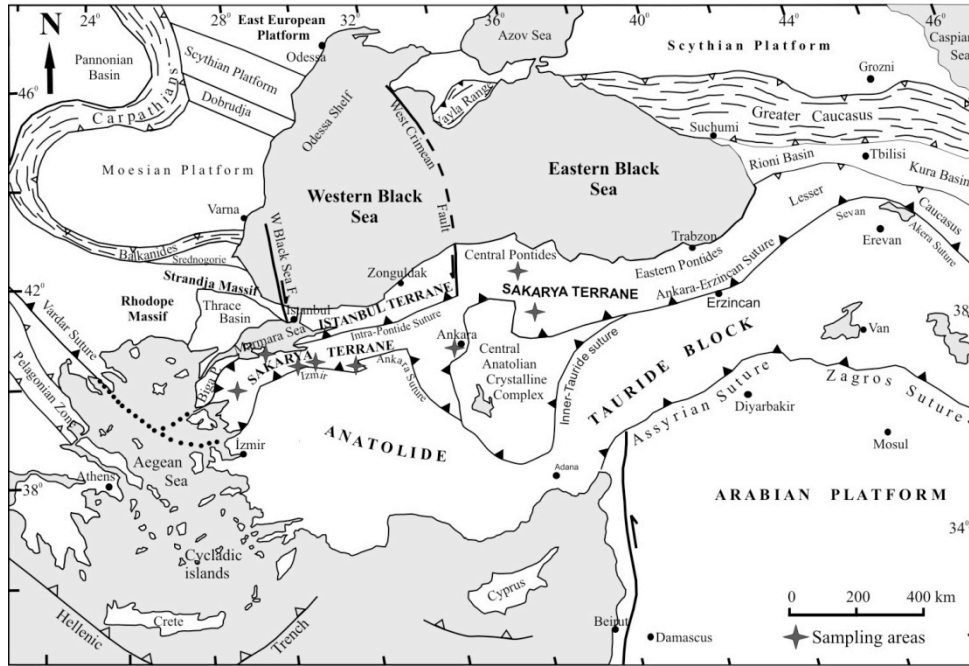 24° 28° East European Platform 32° 36° 40° 44° 46°
N
Azov Sea
Caspian Sea
Odessa
Scythian Platform
Pannonian Basin
Scythian Platform
Grozni
46°
Dobrudja
Carpathians
Odessa Shelf
Yayla Range
Greater Caucasus
West Crimean
Fault
Suchumi
Rioni Basin
Tbilisi
Kura Basin
Moesian Platform
Eastern Black Sea
Western Black Sea
Lesser
Caucasus
Varna
W Black Sea F.
Sevan
Akera Suture
Erevan
Balkanides
Srednogorie
Trabzon
Central Pontides
Eastern Pontides
Zonguldak
Strandja Massif
Ankara-Erzincan Suture
SAKARYA TERRANE
42°
Rhodope Massif
Thrace Basin
Istanbul
ISTANBUL TERRANE
Erzincan
38°
Vardar Suture
Marmara Sea
Intra-Pontide Suture
Van
Ankara
SAKARYA TERRANE
Pelagonian Zone
Biga P.
Izmir
Ankara Suture
Central Anatolian Crystalline Complex
Inner-Tauride suture
TAURIDE BLOCK
Assyrian Suture
Zagros Sutures
Diyarbakir
ANATOLIDE
Mosul
Izmir
Aegean Sea
Adana
Athens
38°
ARABIAN PLATFORM
34°
Cycladic islands
Cyprus
0 200 400 km
Crete
Beirut
Hellenic
Trench
Damascus
Sampling areas